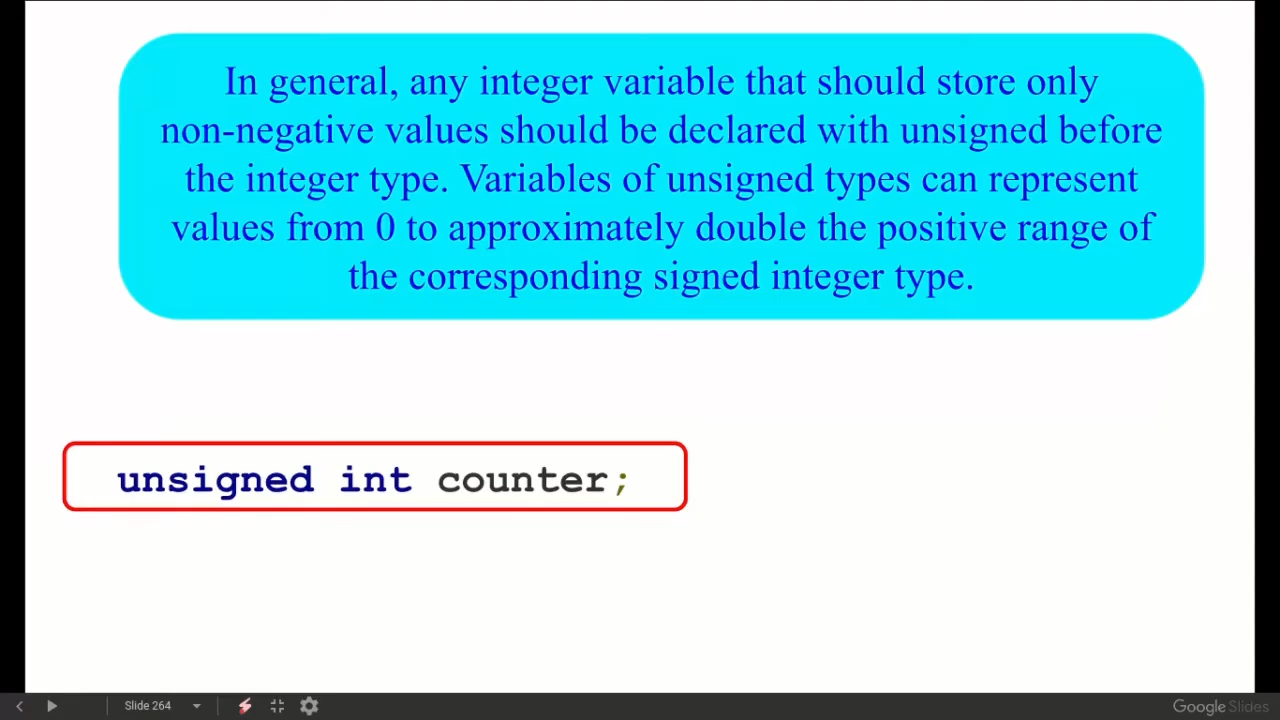 In general, any integer variable that should store only
non-negative values should be declared with unsigned before
the integer type. Variables of unsigned types can represent
values from 0 to approximately double the positive range of
the corresponding signed integer type.
unsigned int counter;
Slide 264
Google Slides